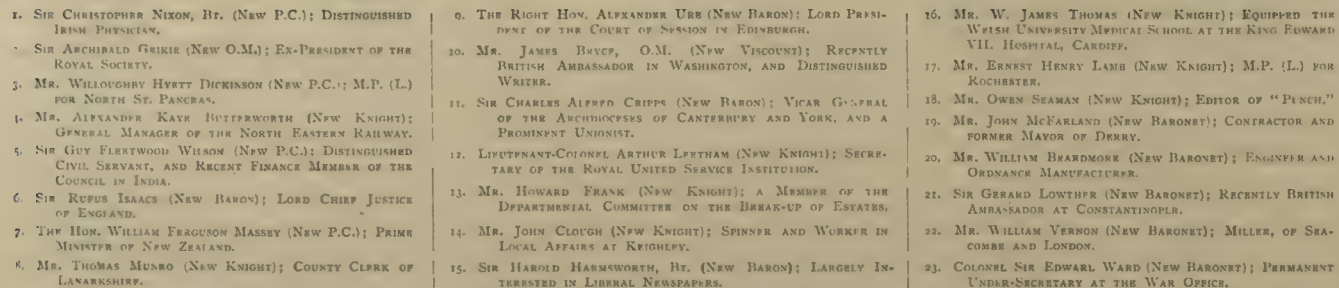 1. Sir Christopher Nixon, Bt. (New P.C.); Distinguished
Irish Physician.
Sir Archibald Geikie (New O.M.); Ex-President of the
Royal Society.
3. Mr. Willoughby Hyett Dickinson (New P.C.); M.P. (L.)
for North St. Pancras.
4. Mr. Alexander Kaye Butterworth (New Knight);
General Manager of the North Eastern Railway.
5. Sir Guy Fleetwood Wilson (New P.C.); Distinguished
Civil Servant, and Recent Finance Member of the
Council in India.
6. Sir Rufus Isaacs (New Baron); Lord Chief Justice
of England.
7. The Hon. William Ferguson Massey (New P.C.); Prime
Minister of New Zealand.
8. Mr. Thomas Munro (New Knight); County Clerk of
Lanarkshire.
9. The Right Hon. Alexander Ure (New Baron); Lord Presi-
dent of the Court of Session in Edinburgh.
10. Mr. James Bryce, O.M. (New Viscount); Recently
British Ambassador in Washington, and Distinguished
Writer.
11. Sir Charles Alfred Cripps (New Baron); Vicar General
of the Archdioceses of Canterbury and York, and a
Prominent Unionist.
12. Lieutenant-Colonel Arthur Leetham (New Knight); Secre-
tary of the Royal United Service Institution.
13. Mr. Howard Frank (New Knight); a Member of the
Departmental Committee on the Break-up of Estates.
14. Mr. John Clough (New Knight); Spinner and Worker in
Local Affairs at Keighley.
15. Sir Harold Harmsworth, Bt. (New Baron); Largely In-
terested in Liberal Newspapers.
16. Mr. W. James Thomas (New Knight); Equipped the
Welsh University Medical School at the King Edward
VII. Hospital, Cardiff.
17. Mr. Ernest Henry Lamb (New Knight); M.P. (L.) for
Rochester.
18. Mr. Owen Seaman (New Knight); Editor of "Punch."
19. Mr. John McFarland (New Baronet); Contractor and
former Mayor of Derry.
20. Mr. William Beardmore (New Baronet); Engineer and
Ordnance Manufacturer.
21. Sir Gerard Lowther (New Baronet); Recently British
Ambassador at Constantinople.
22. Mr. William Vernon (New Baronet); Miller, of Sea-
combe and London.
23. Colonel Sir Edward Ward (New Baronet); Permanent
Under-Secretary at the War Office.